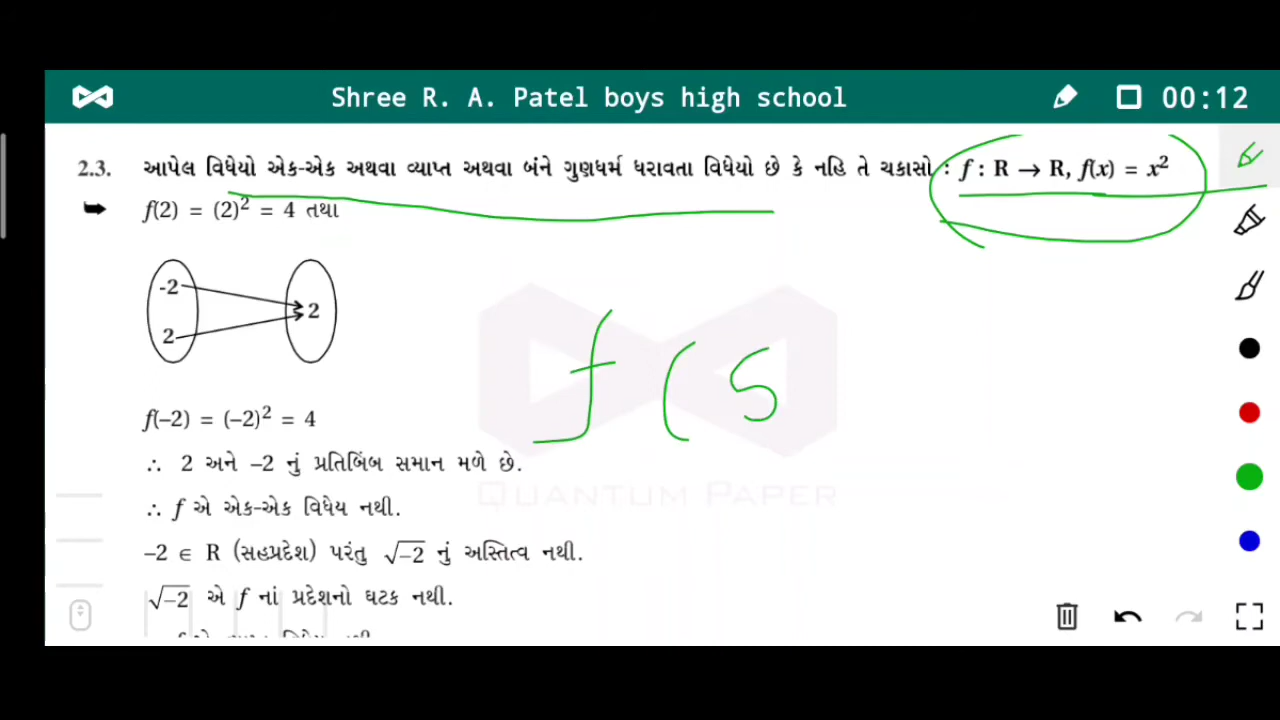 Shree R. A. Patel boys high school 00:12
2.3. આપેલ વિધેયો એક-એક અથવા વ્યાપ્ત અથવા બંને ગુણધર્મ ધરાવતા વિધેયો છે કે નહિ તે ચકાસો : f : R → R, f(x) = x²
➥ f(2) = (2)² = 4 તથા
-2
2
2
f ( 5
f(–2) = (–2)² = 4
∴ 2 અને –2 નું પ્રતિબિંબ સમાન મળે છે.
QUANTUM PAPER
∴ f એ એક-એક વિધેય નથી.
–2 ∈ R (સહપ્રદેશ) પરંતુ √–2 નું અસ્તિત્વ નથી.
√–2 એ f નાં પ્રદેશનો ઘટક નથી.